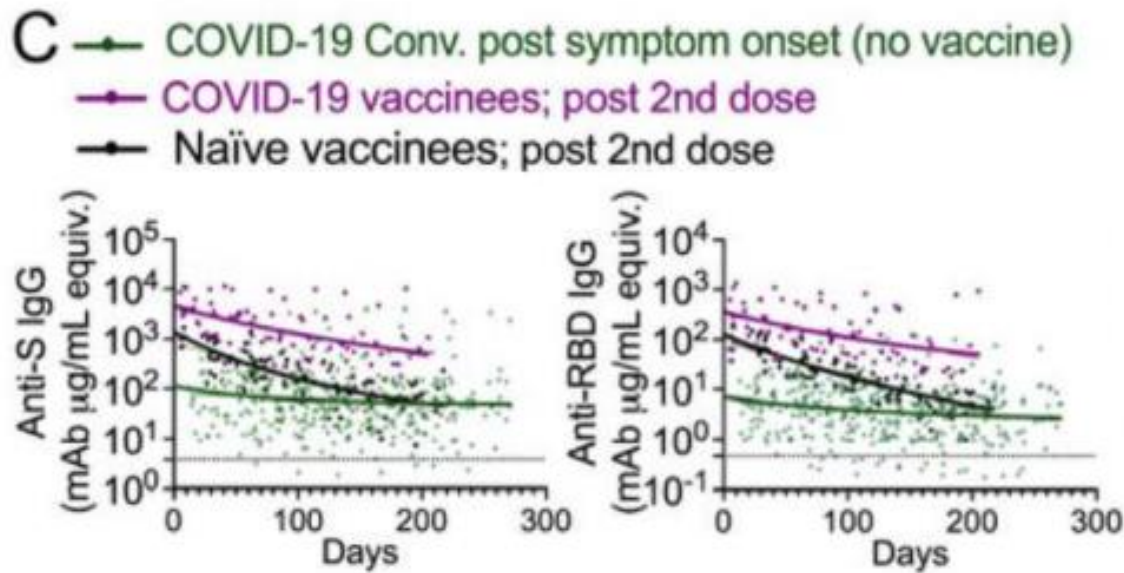 C
COVID-19 Conv. post symptom onset (no vaccine)
COVID-19 vaccinees; post 2nd dose
Naïve vaccinees; post 2nd dose
Anti-S IgG
(mAb µg/mL equiv.)
10⁵
10⁴
10³
10²
10¹
10⁰
0 100 200 300
Days
Anti-RBD IgG
(mAb µg/mL equiv.)
10⁴
10³
10²
10¹
10⁰
10⁻¹
0 100 200 300
Days